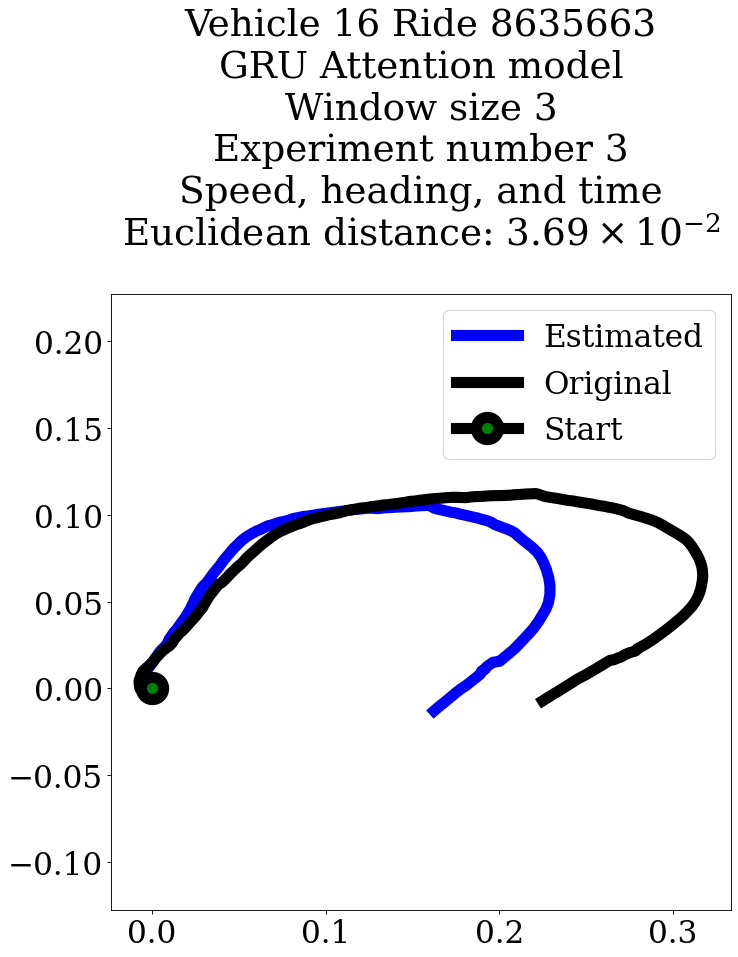 Vehicle 16 Ride 8635663
GRU Attention model
Window size 3
Experiment number 3
Speed, heading, and time
Euclidean distance: 3.69 × 10⁻²
Estimated
Original
Start
0.20
0.15
0.10
0.05
0.00
−0.05
−0.10
0.0 0.1 0.2 0.3